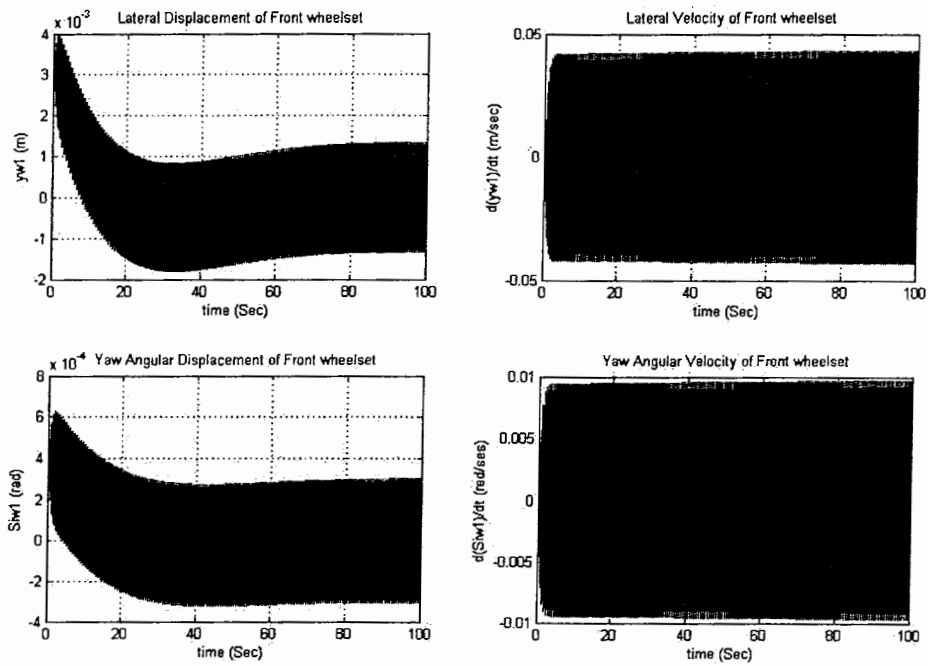 Lateral Displacement of Front wheelset
x 10⁻³
4
3
2
1
0
-1
-2
yw1 (m)
0 20 40 60 80 100
time (Sec)
Lateral Velocity of Front wheelset
0.05
0
-0.05
d(yw1)/dt (m/sec)
0 20 40 60 80 100
time (Sec)
x 10⁻⁴ Yaw Angular Displacement of Front wheelset
8
6
4
2
0
-2
-4
Siw1 (rad)
0 20 40 60 80 100
time (Sec)
Yaw Angular Velocity of Front wheelset
0.01
0.005
0
-0.005
-0.01
d(Siw1)/dt (rad/ses)
0 20 40 60 80 100
time (Sec)